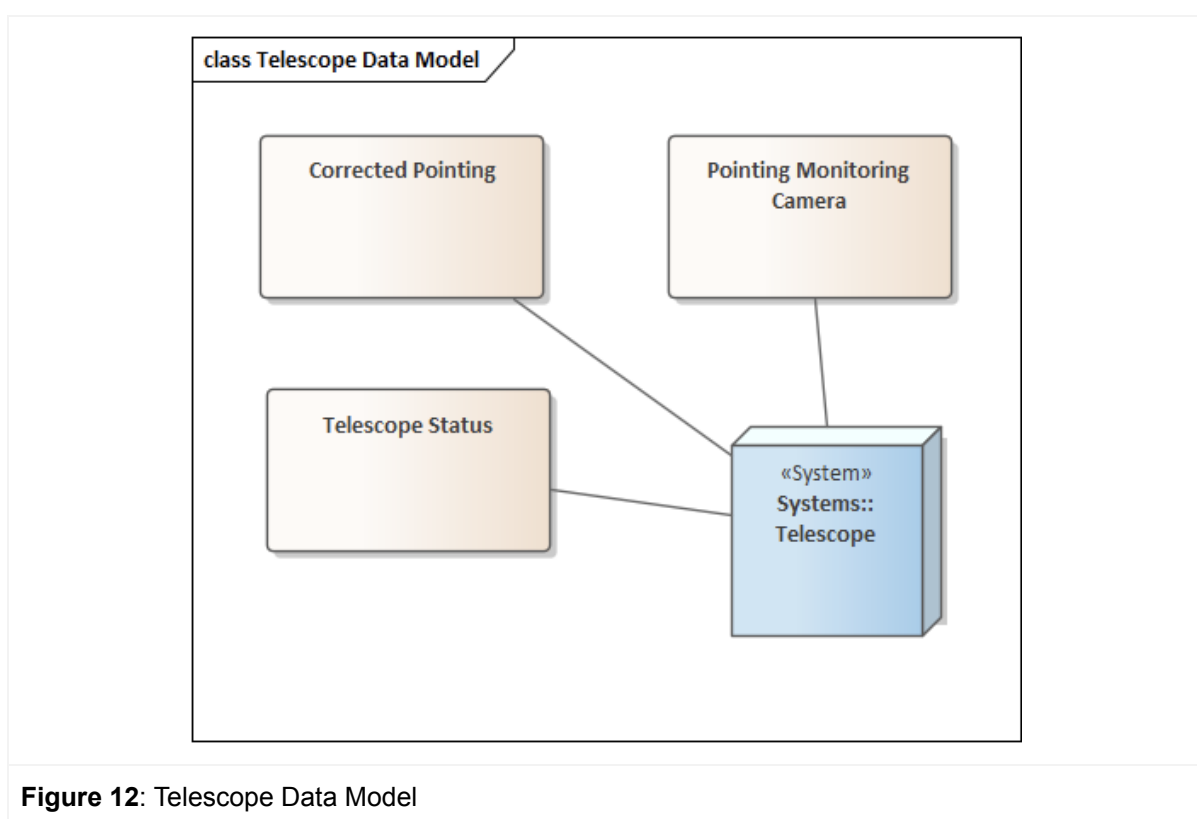 class Telescope Data Model
Corrected Pointing
Pointing Monitoring
Camera
Telescope Status
«System»
Systems::
Telescope
Figure 12: Telescope Data Model